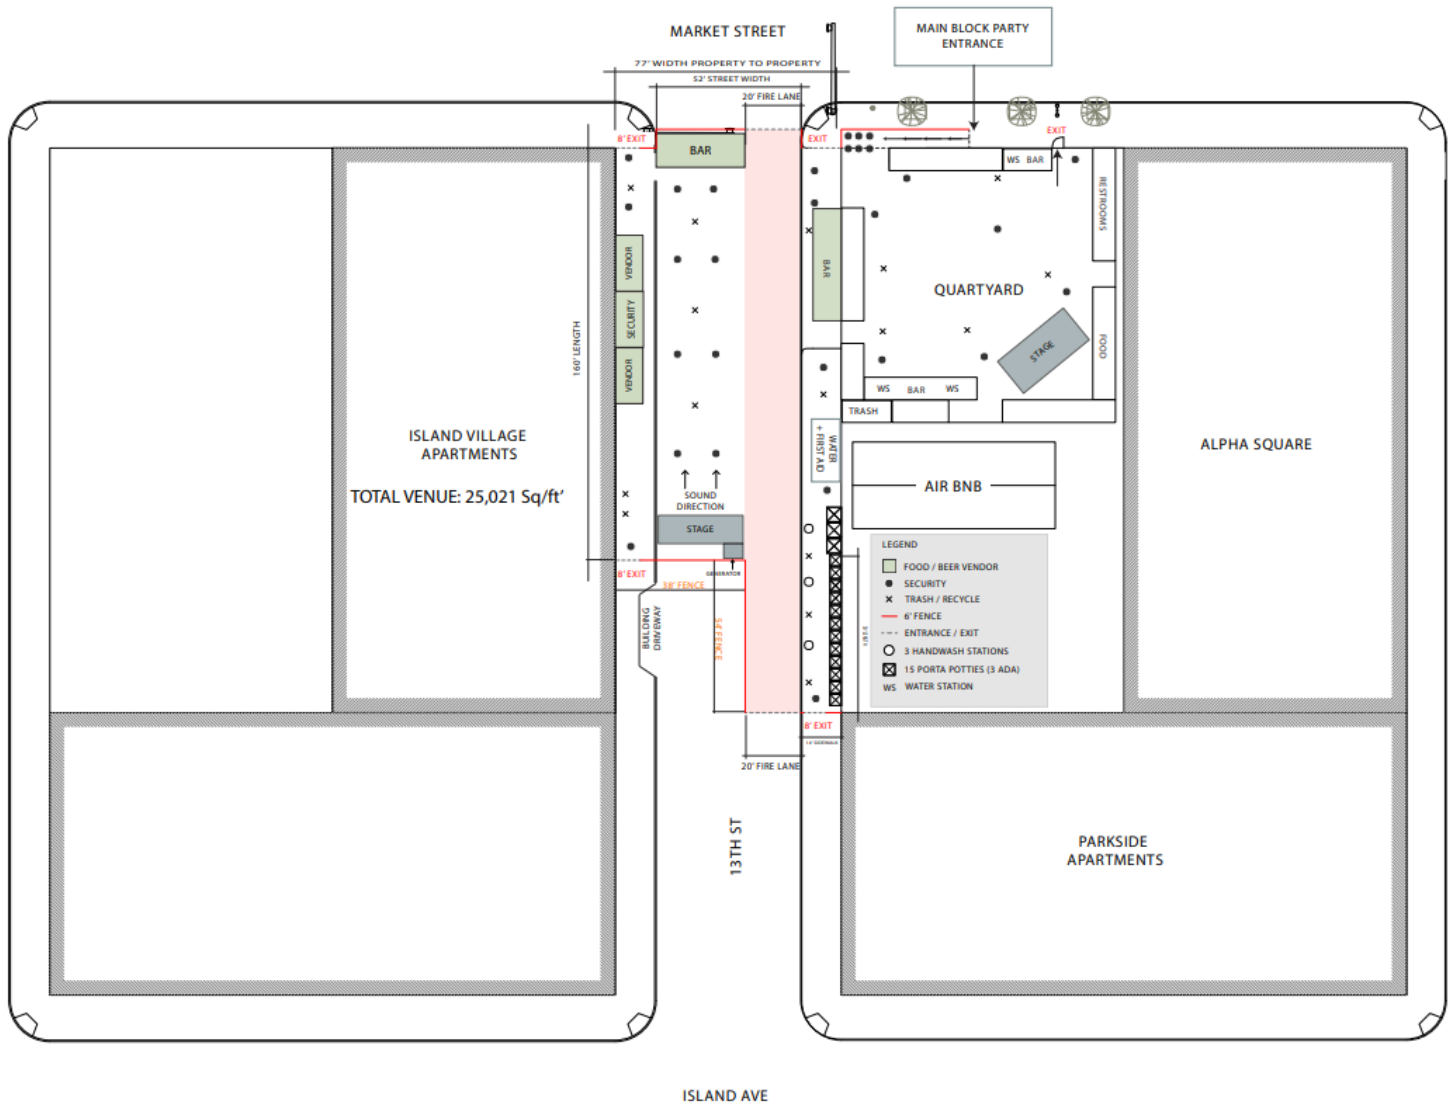 MARKET STREET
MAIN BLOCK PARTY
ENTRANCE
77' WIDTH PROPERTY TO PROPERTY
52' STREET WIDTH
20' FIRE LANE
8' EXIT
BAR
EXIT
EXIT
WS BAR
RESTROOMS
VENDOR
SECURITY
VENDOR
160' LENGTH
BAR
QUARTYARD
STAGE
FOOD
WS BAR WS
TRASH
ISLAND VILLAGE
APARTMENTS
TOTAL VENUE: 25,021 Sq/ft'
WATER
+ FIRST AID
ALPHA SQUARE
AIR BNB
SOUND
DIRECTION
STAGE
GENERATOR
8' EXIT
38' FENCE
54' FENCE
BUILDING
DRIVEWAY
LEGEND
FOOD / BEER VENDOR
SECURITY
TRASH / RECYCLE
6' FENCE
ENTRANCE / EXIT
3 HANDWASH STATIONS
15 PORTA POTTIES (3 ADA)
WS WATER STATION
8' EXIT
14' SIDEWALK
20' FIRE LANE
13TH ST
PARKSIDE
APARTMENTS
ISLAND AVE